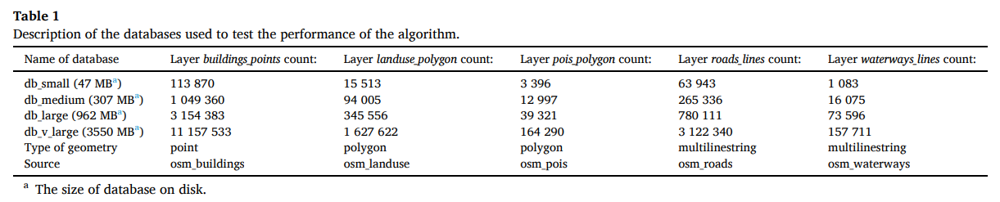 Table 1
Description of the databases used to test the performance of the algorithm.
Name of database Layer buildings_points count: Layer landuse_polygon count: Layer pois_polygon count: Layer roads_lines count: Layer waterways_lines count:
db_small (47 MBa) 113 870 15 513 3 396 63 943 1 083
db_medium (307 MBa) 1 049 360 94 005 12 997 265 336 16 075
db_large (962 MBa) 3 154 383 345 556 39 321 780 111 73 596
db_v_large (3550 MBa) 11 157 533 1 627 622 164 290 3 122 340 157 711
Type of geometry point polygon polygon multilinestring multilinestring
Source osm_buildings osm_landuse osm_pois osm_roads osm_waterways
a The size of database on disk.